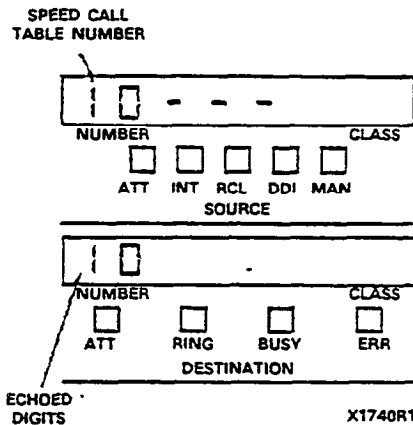 SPEED CALL
TABLE NUMBER
10 - - -
NUMBER CLASS
ATT INT RCL DDI MAN
SOURCE
10
NUMBER CLASS
ATT RING BUSY ERR
DESTINATION
ECHOED
DIGITS
X1740R1